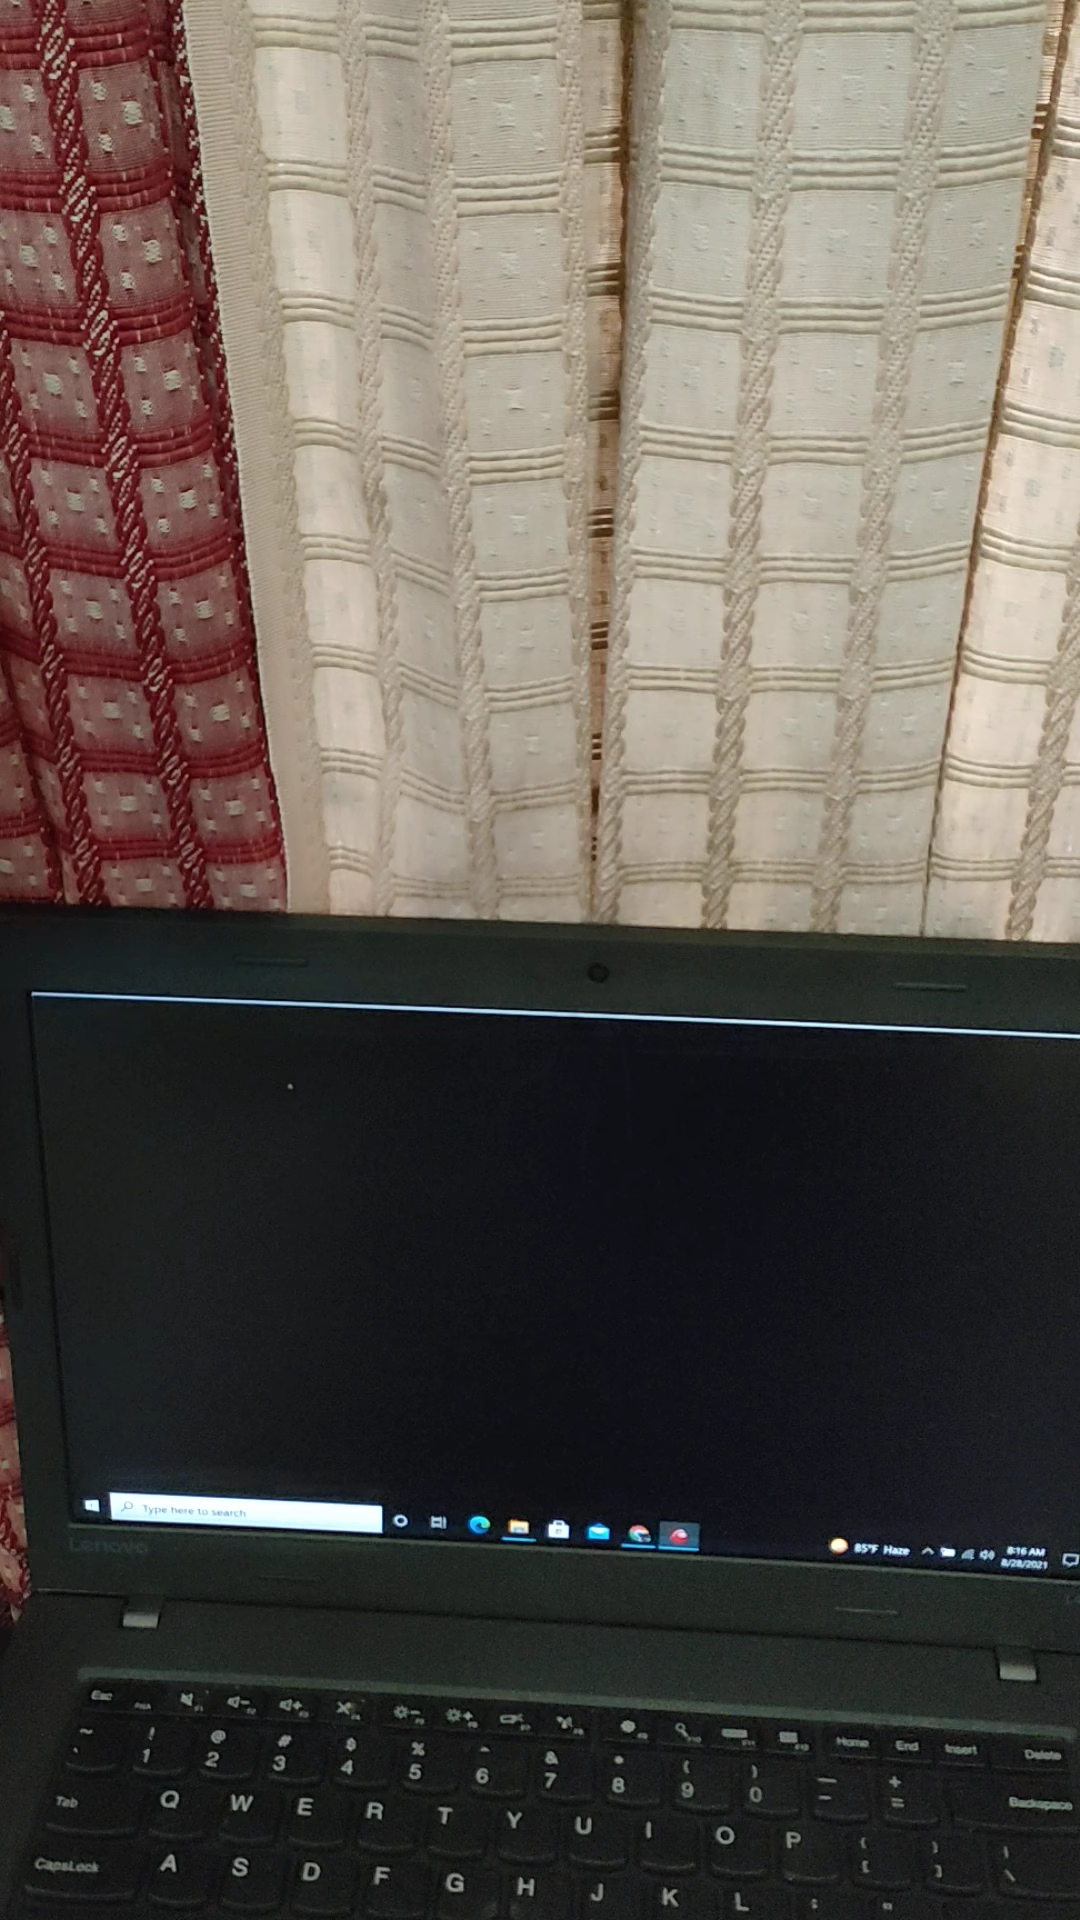 Type here to search
85°F Haze
8:16 AM
8/28/2021
Lenovo
Esc Home End Insert Delete
~ ! @ # $ % ^ & * ( ) — +
` 1 2 3 4 5 6 7 8 9 0 - = Backspace
Tab Q W E R T Y U I O P { } |
[ ] \
CapsLock A S D F G H J K L : "